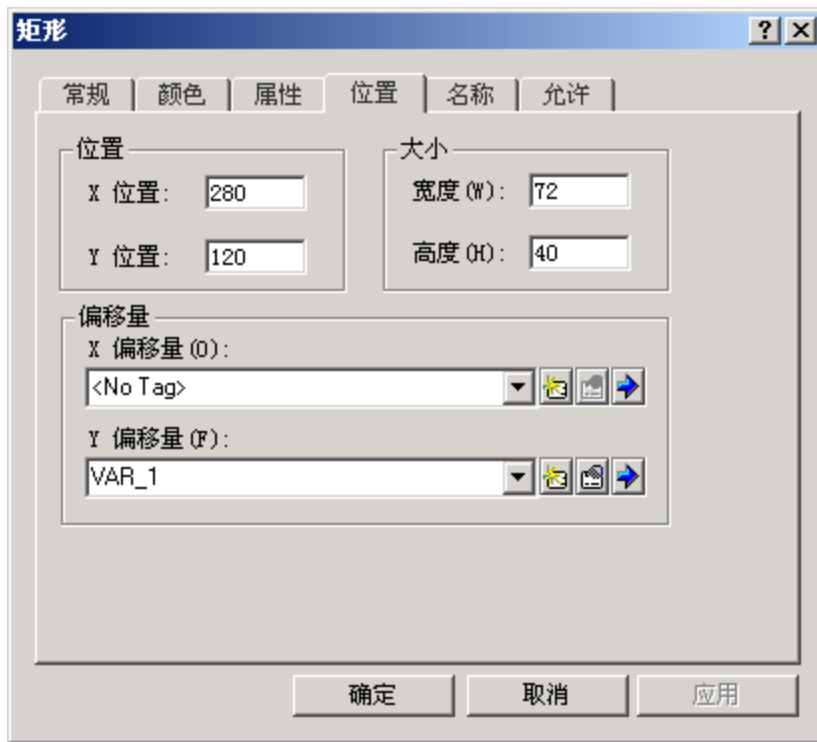 矩形
常规 颜色 属性 位置 名称 允许
位置 大小
X 位置: 280 宽度(W): 72
Y 位置: 120 高度(H): 40
偏移量
X 偏移量(O):
<No Tag>
Y 偏移量(F):
VAR_1
确定 取消 应用